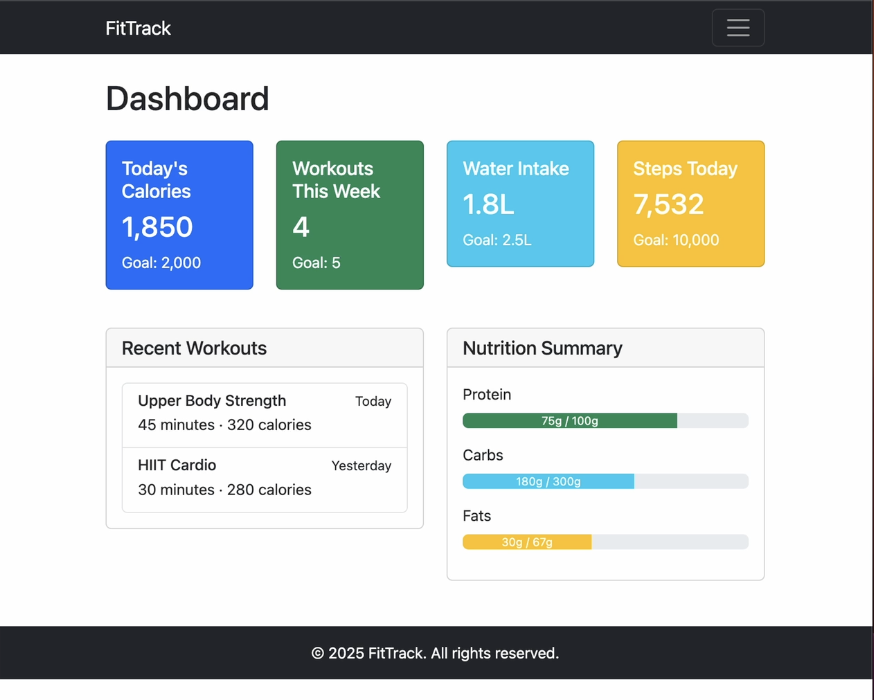 FitTrack
Dashboard
Today's
Calories
1,850
Goal: 2,000
Workouts
This Week
4
Goal: 5
Water Intake
1.8L
Goal: 2.5L
Steps Today
7,532
Goal: 10,000
Recent Workouts
Upper Body Strength
Today
45 minutes · 320 calories
HIIT Cardio
Yesterday
30 minutes · 280 calories
Nutrition Summary
Protein
75g / 100g
Carbs
180g / 300g
Fats
30g / 67g
© 2025 FitTrack. All rights reserved.